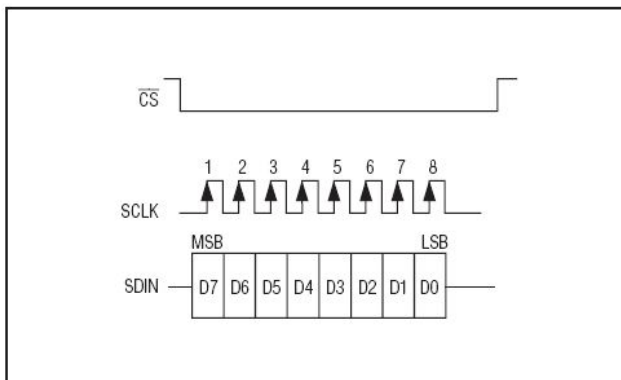 C̅S̅
1 2 3 4 5 6 7 8
SCLK
MSB LSB
SDIN D7 D6 D5 D4 D3 D2 D1 D0